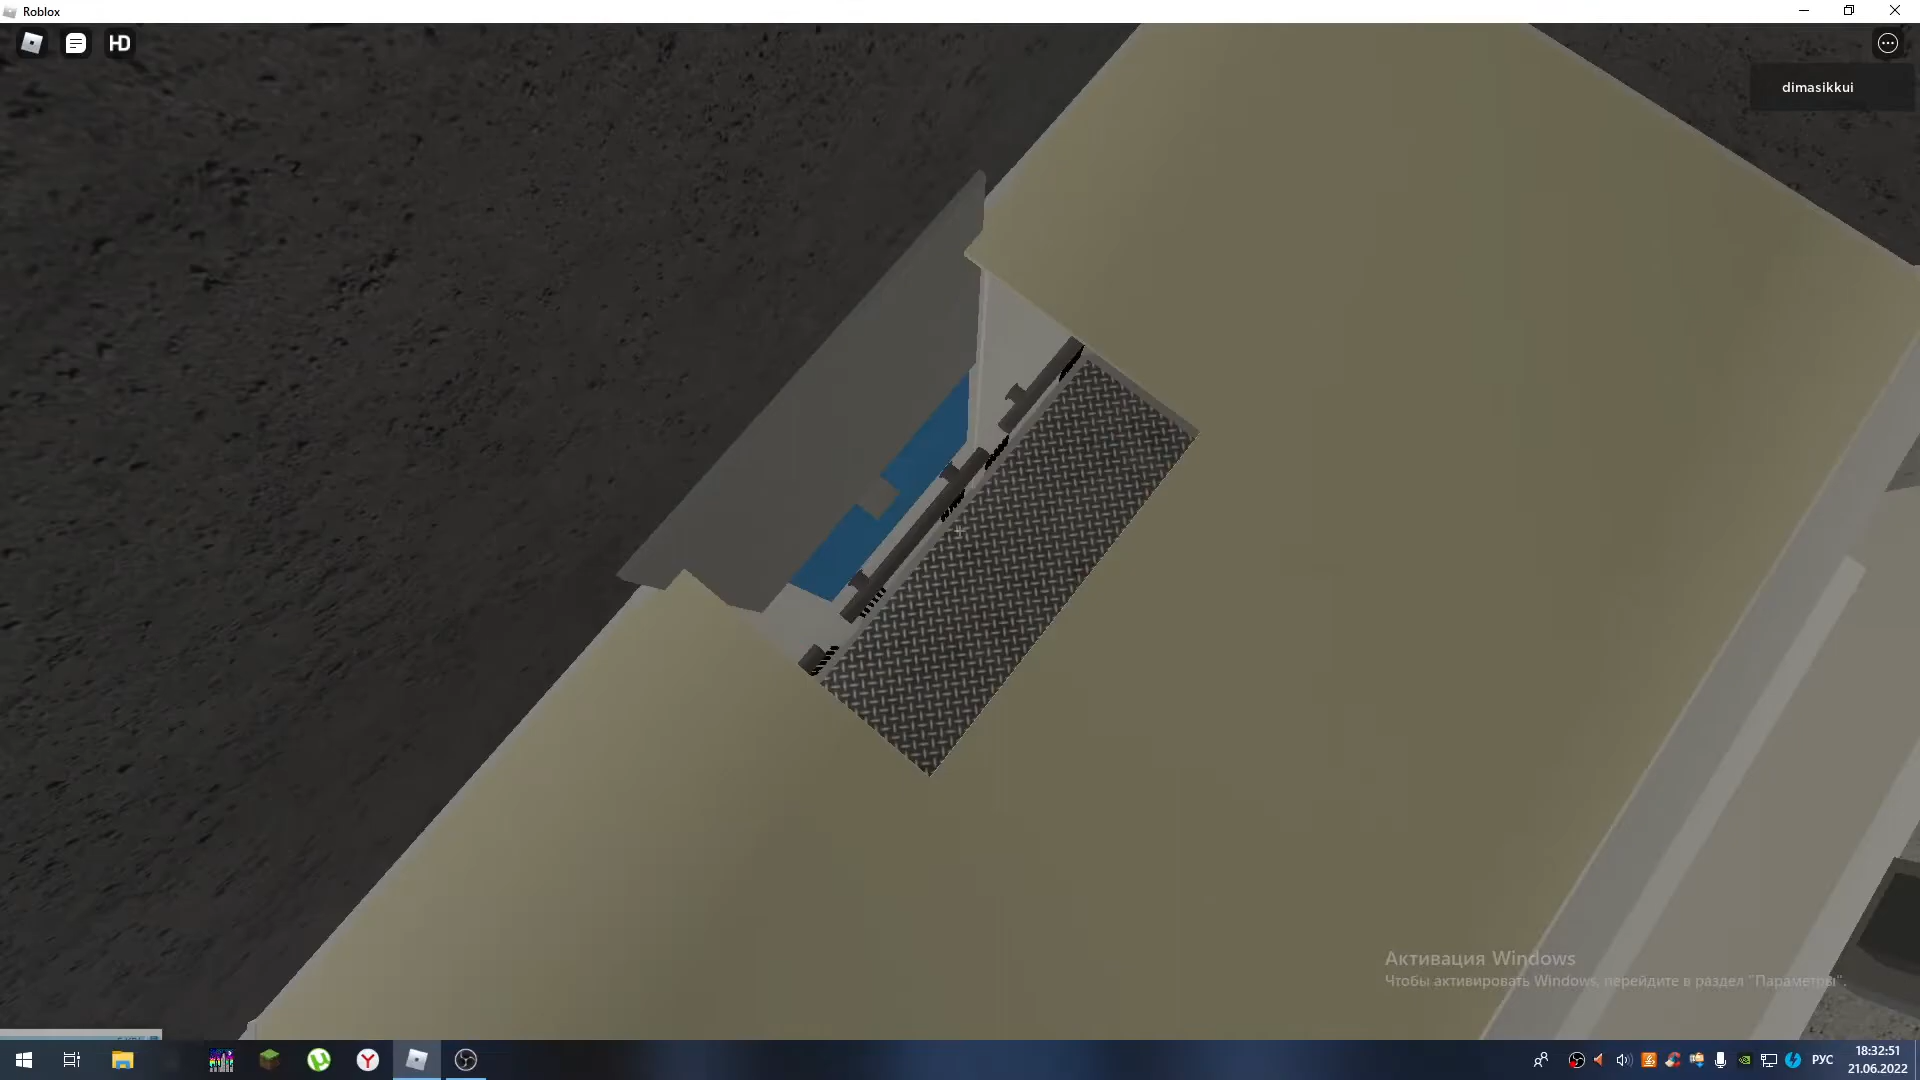 Roblox
HD
dimasikkui
Активация Windows
Чтобы активировать Windows, перейдите в раздел "Параметры".
РУС
18:32:51
21.06.2022